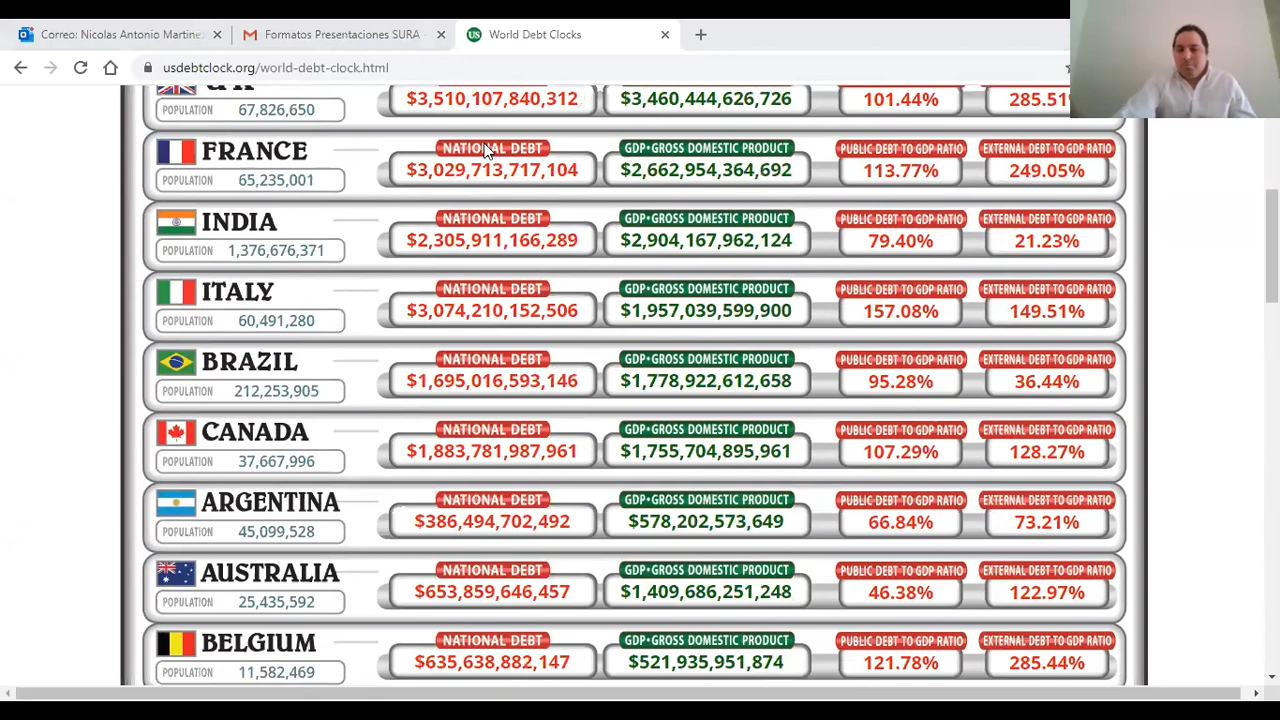 Correo: Nicolas Antonio Martine
Formatos Presentaciones SURA -
US World Debt Clocks
usdebtclock.org/world-debt-clock.html
POPULATION 67,826,650 $3,510,107,840,312 $3,460,444,626,726 101.44% 285.51%
FRANCE NATIONAL DEBT GDP•GROSS DOMESTIC PRODUCT PUBLIC DEBT TO GDP RATIO EXTERNAL DEBT TO GDP RATIO
POPULATION 65,235,001 $3,029,713,717,104 $2,662,954,364,692 113.77% 249.05%
INDIA NATIONAL DEBT GDP•GROSS DOMESTIC PRODUCT PUBLIC DEBT TO GDP RATIO EXTERNAL DEBT TO GDP RATIO
POPULATION 1,376,676,371 $2,305,911,166,289 $2,904,167,962,124 79.40% 21.23%
ITALY NATIONAL DEBT GDP•GROSS DOMESTIC PRODUCT PUBLIC DEBT TO GDP RATIO EXTERNAL DEBT TO GDP RATIO
POPULATION 60,491,280 $3,074,210,152,506 $1,957,039,599,900 157.08% 149.51%
BRAZIL NATIONAL DEBT GDP•GROSS DOMESTIC PRODUCT PUBLIC DEBT TO GDP RATIO EXTERNAL DEBT TO GDP RATIO
POPULATION 212,253,905 $1,695,016,593,146 $1,778,922,612,658 95.28% 36.44%
CANADA NATIONAL DEBT GDP•GROSS DOMESTIC PRODUCT PUBLIC DEBT TO GDP RATIO EXTERNAL DEBT TO GDP RATIO
POPULATION 37,667,996 $1,883,781,987,961 $1,755,704,895,961 107.29% 128.27%
ARGENTINA NATIONAL DEBT GDP•GROSS DOMESTIC PRODUCT PUBLIC DEBT TO GDP RATIO EXTERNAL DEBT TO GDP RATIO
POPULATION 45,099,528 $386,494,702,492 $578,202,573,649 66.84% 73.21%
AUSTRALIA NATIONAL DEBT GDP•GROSS DOMESTIC PRODUCT PUBLIC DEBT TO GDP RATIO EXTERNAL DEBT TO GDP RATIO
POPULATION 25,435,592 $653,859,646,457 $1,409,686,251,248 46.38% 122.97%
BELGIUM NATIONAL DEBT GDP•GROSS DOMESTIC PRODUCT PUBLIC DEBT TO GDP RATIO EXTERNAL DEBT TO GDP RATIO
POPULATION 11,582,469 $635,638,882,147 $521,935,951,874 121.78% 285.44%